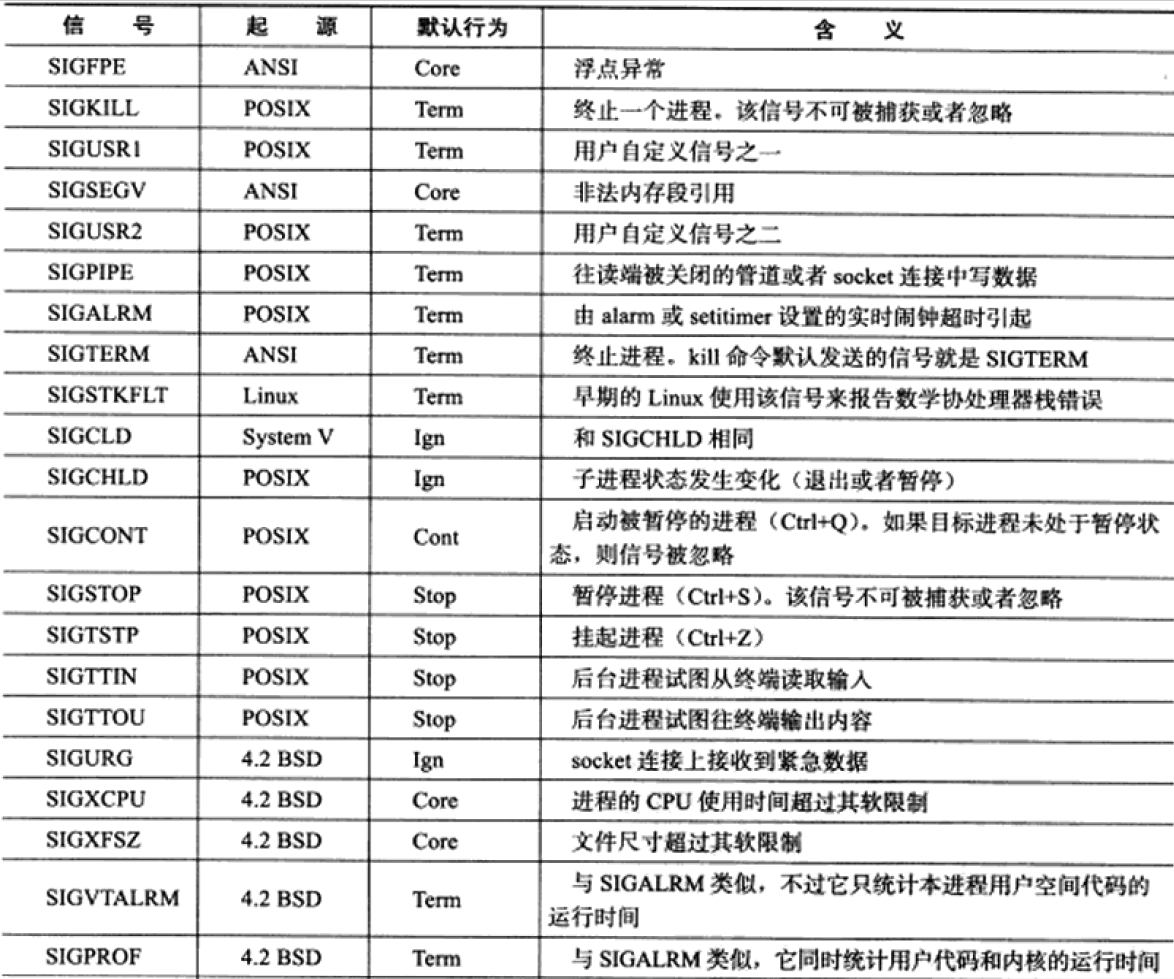 信 号 起 源 默认行为 含 义
SIGFPE ANSI Core 浮点异常
SIGKILL POSIX Term 终止一个进程。该信号不可被捕获或者忽略
SIGUSR1 POSIX Term 用户自定义信号之一
SIGSEGV ANSI Core 非法内存段引用
SIGUSR2 POSIX Term 用户自定义信号之二
SIGPIPE POSIX Term 往读端被关闭的管道或者 socket 连接中写数据
SIGALRM POSIX Term 由 alarm 或 setitimer 设置的实时闹钟超时引起
SIGTERM ANSI Term 终止进程。kill 命令默认发送的信号就是 SIGTERM
SIGSTKFLT Linux Term 早期的 Linux 使用该信号来报告数学协处理器栈错误
SIGCLD System V Ign 和 SIGCHLD 相同
SIGCHLD POSIX Ign 子进程状态发生变化（退出或者暂停）
SIGCONT POSIX Cont 启动被暂停的进程（Ctrl+Q）。如果目标进程未处于暂停状
态，则信号被忽略
SIGSTOP POSIX Stop 暂停进程（Ctrl+S）。该信号不可被捕获或者忽略
SIGTSTP POSIX Stop 挂起进程（Ctrl+Z）
SIGTTIN POSIX Stop 后台进程试图从终端读取输入
SIGTTOU POSIX Stop 后台进程试图往终端输出内容
SIGURG 4.2 BSD Ign socket 连接上接收到紧急数据
SIGXCPU 4.2 BSD Core 进程的 CPU 使用时间超过其软限制
SIGXFSZ 4.2 BSD Core 文件尺寸超过其软限制
SIGVTALRM 4.2 BSD Term 与 SIGALRM 类似，不过它只统计本进程用户空间代码的
运行时间
SIGPROF 4.2 BSD Term 与 SIGALRM 类似，它同时统计用户代码和内核的运行时间